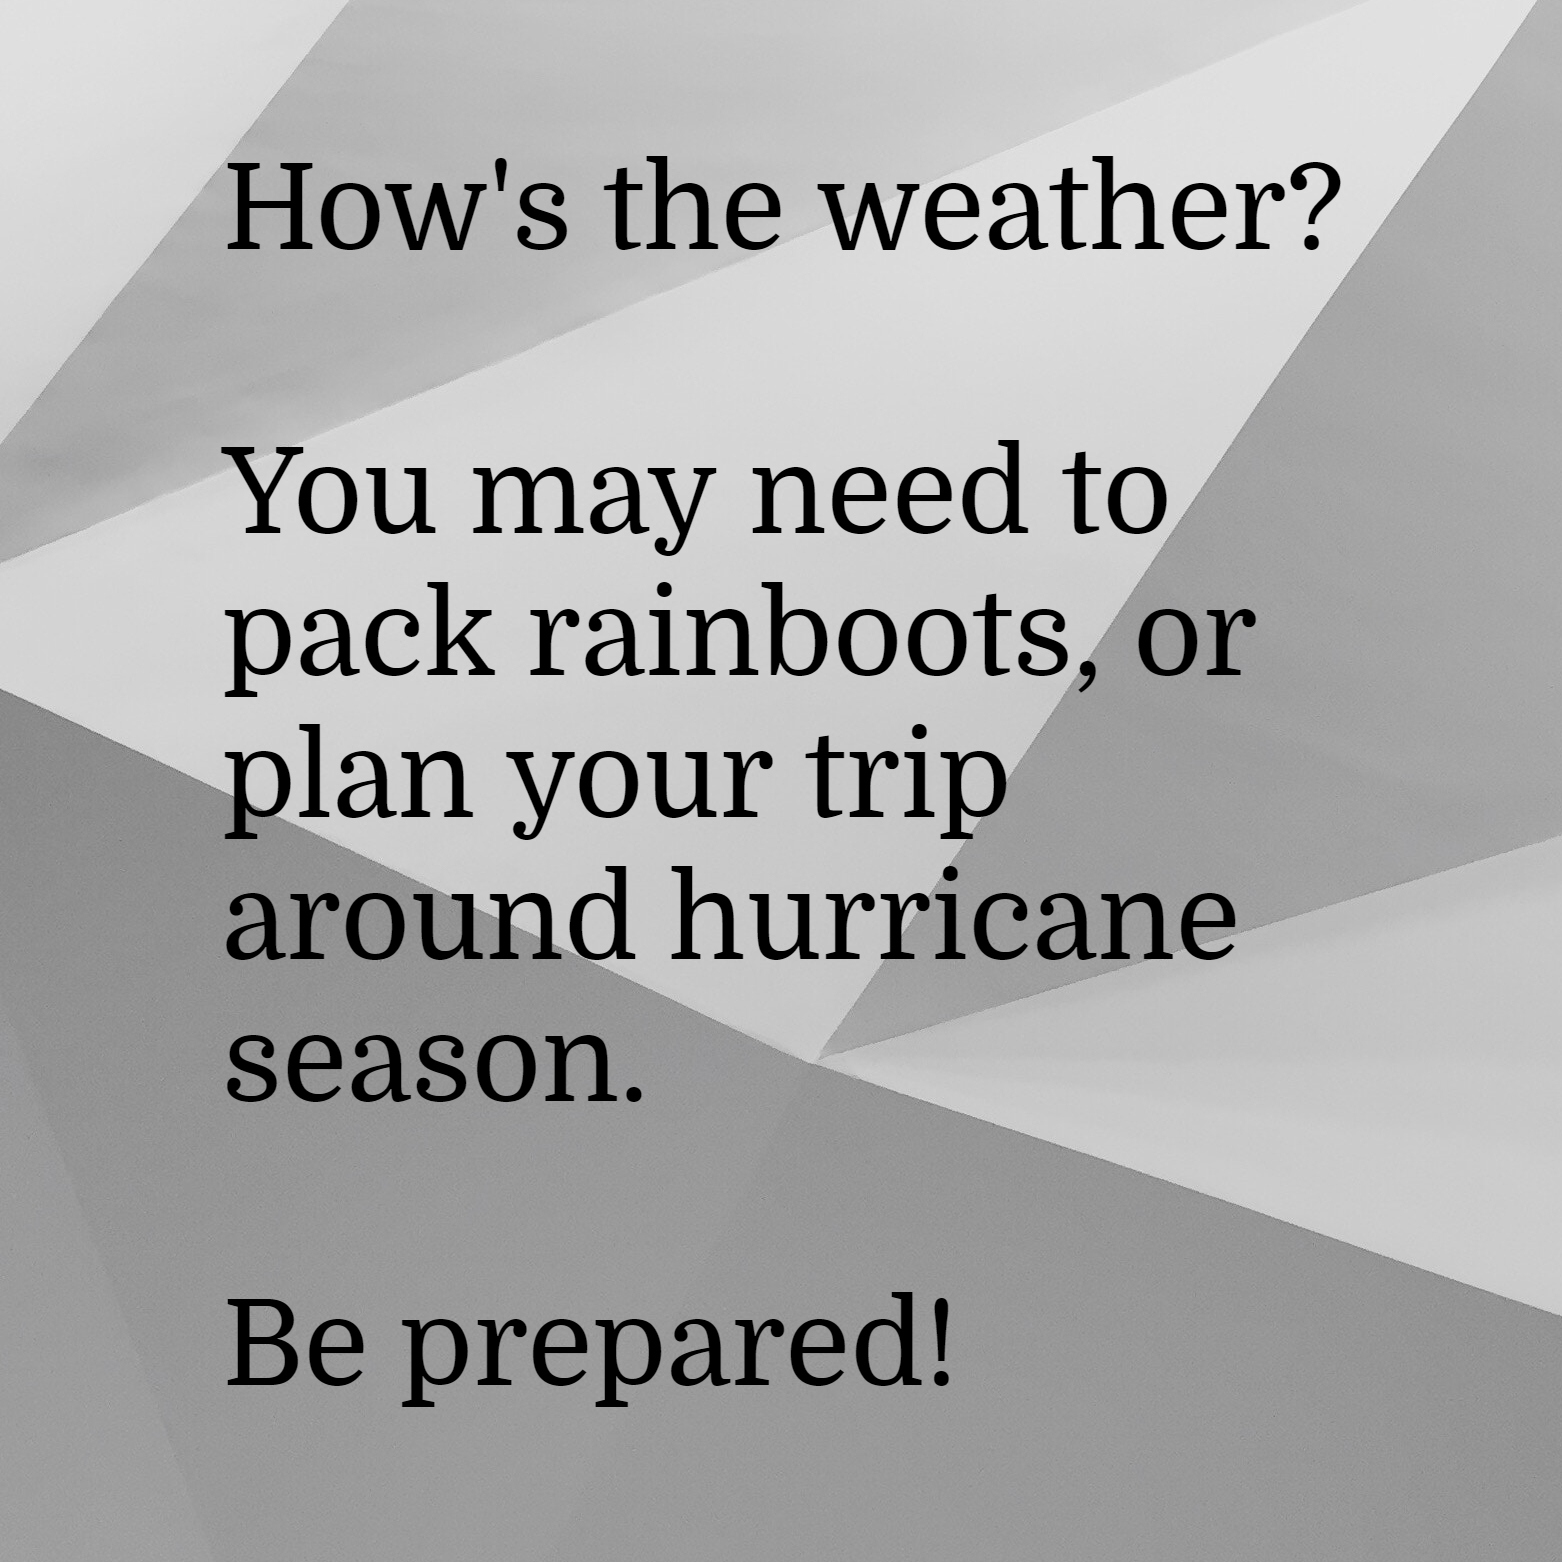 How's the weather?
You may need to
pack rainboots, or
plan your trip
around hurricane
season.
Be prepared!